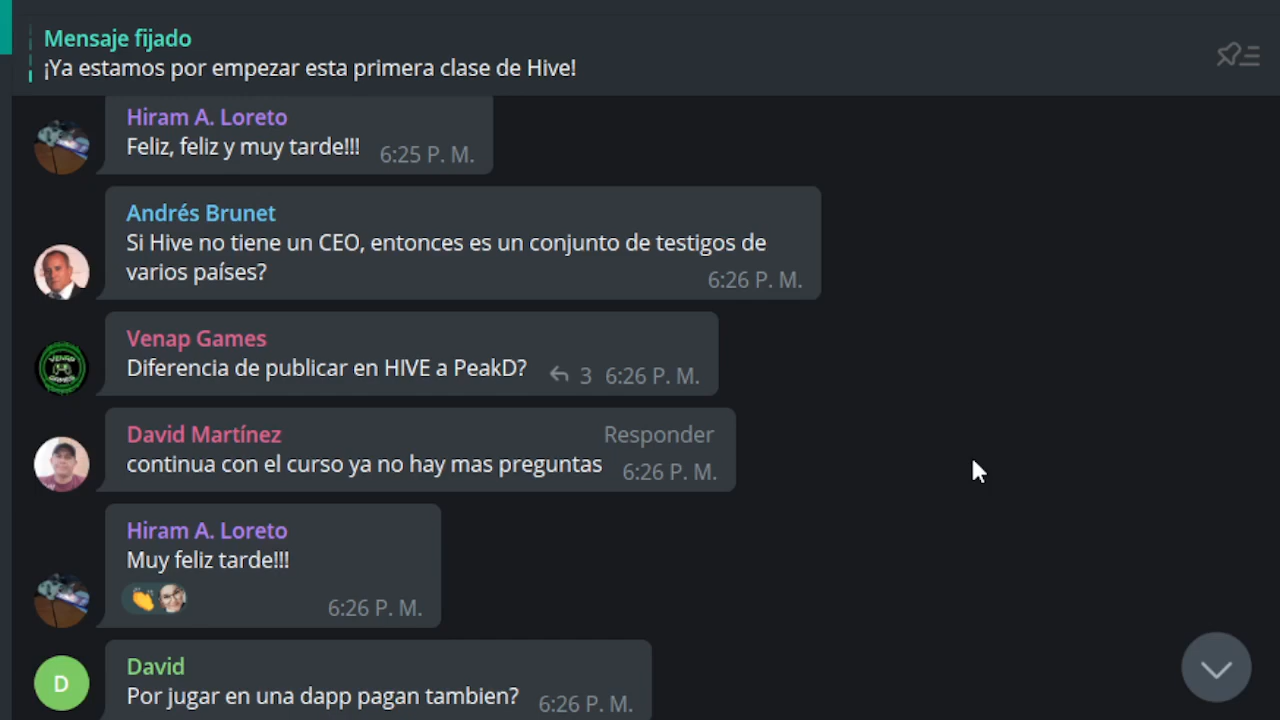 Mensaje fijado
¡Ya estamos por empezar esta primera clase de Hive!
Hiram A. Loreto
Feliz, feliz y muy tarde!!! 6:25 P. M.
Andrés Brunet
Si Hive no tiene un CEO, entonces es un conjunto de testigos de
varios países? 6:26 P. M.
VENAP
GAMES
Venap Games
Diferencia de publicar en HIVE a PeakD? 3 6:26 P. M.
David Martínez Responder
continua con el curso ya no hay mas preguntas 6:26 P. M.
Hiram A. Loreto
Muy feliz tarde!!!
6:26 P. M.
D
David
Por jugar en una dapp pagan tambien? 6:26 P. M.